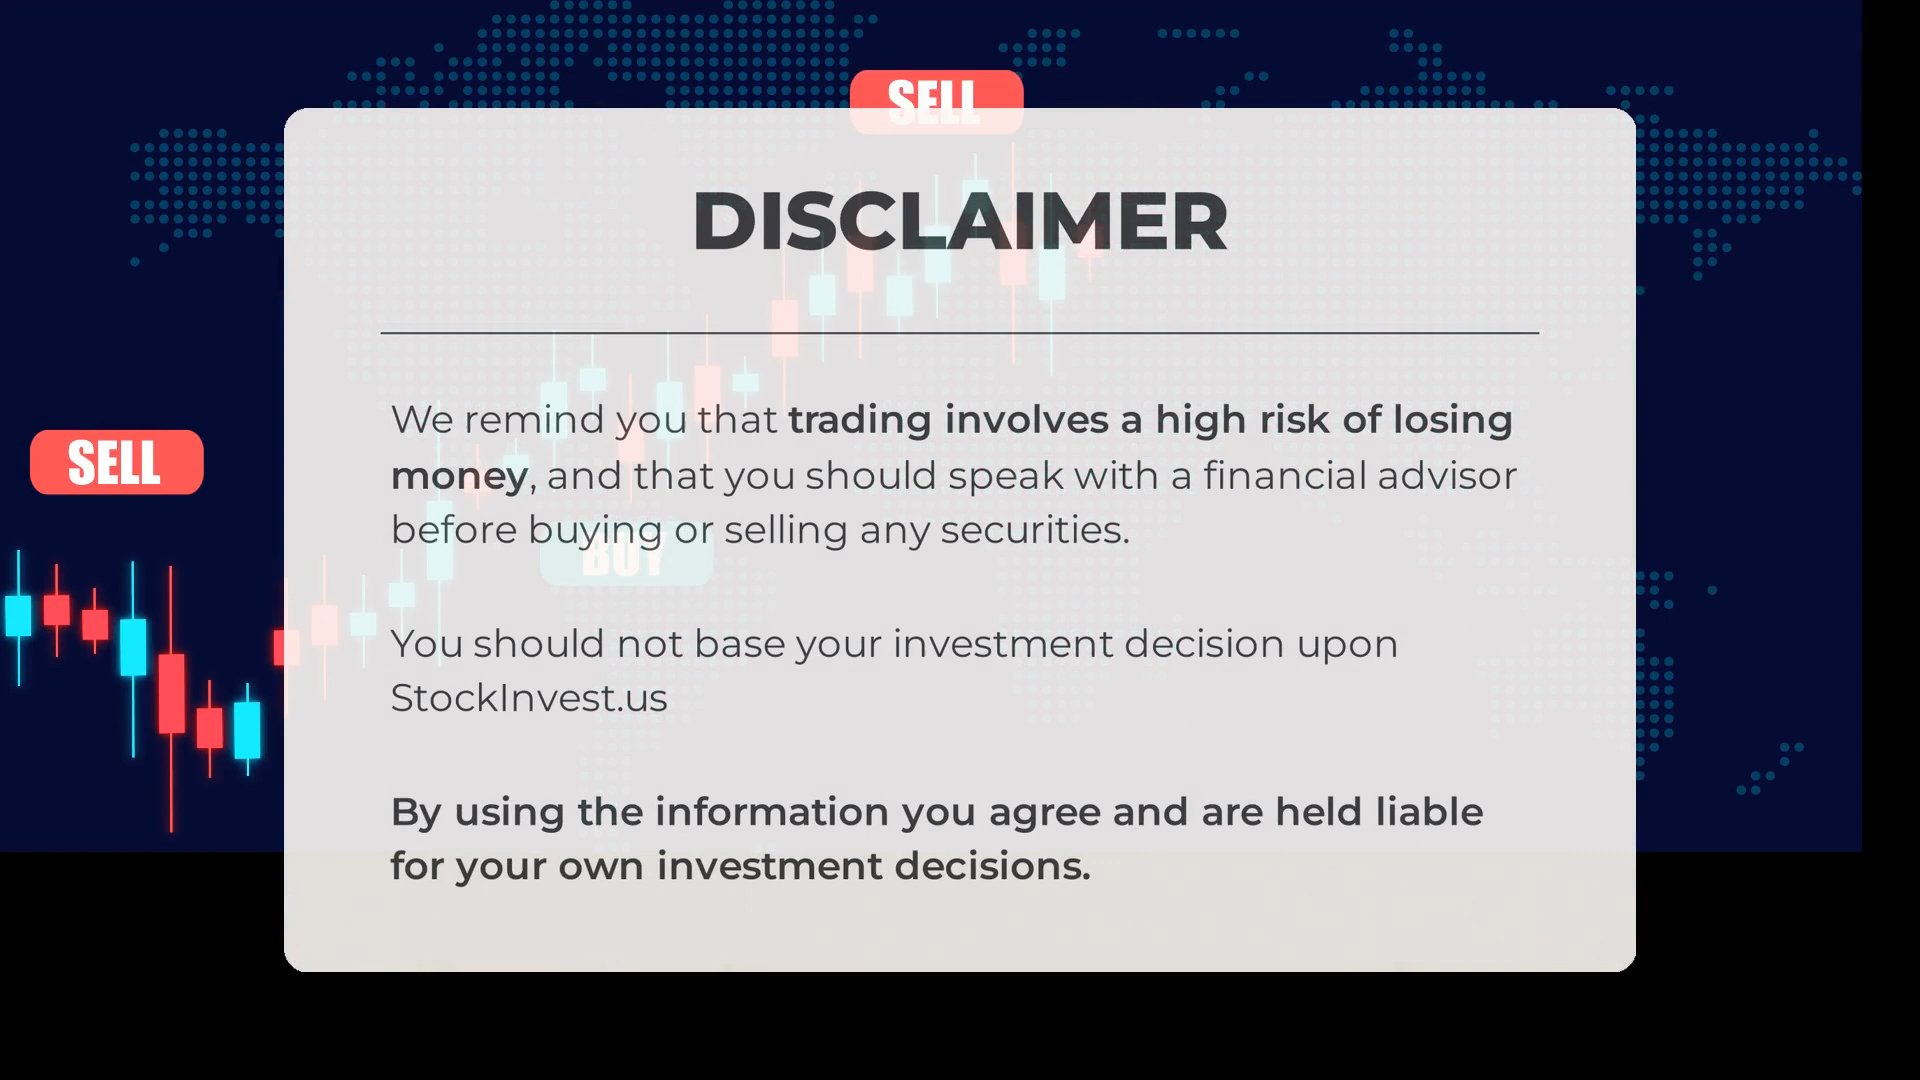 SELL
DISCLAIMER
We remind you that trading involves a high risk of losing
money, and that you should speak with a financial advisor
before buying or selling any securities.
SELL
BUY
You should not base your investment decision upon
StockInvest.us
By using the information you agree and are held liable
for your own investment decisions.